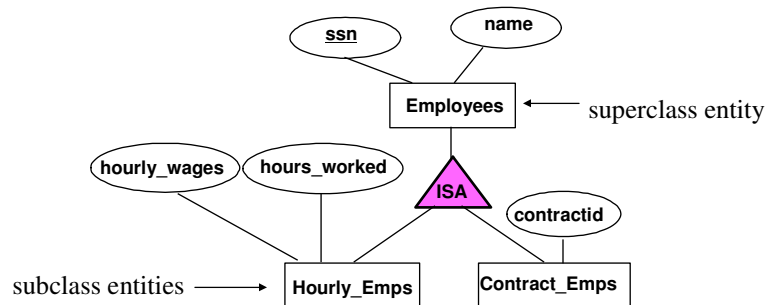 name
ssn
Employees
superclass entity
hourly_wages
hours_worked
ISA
contractid
subclass entities
Hourly_Emps
Contract_Emps